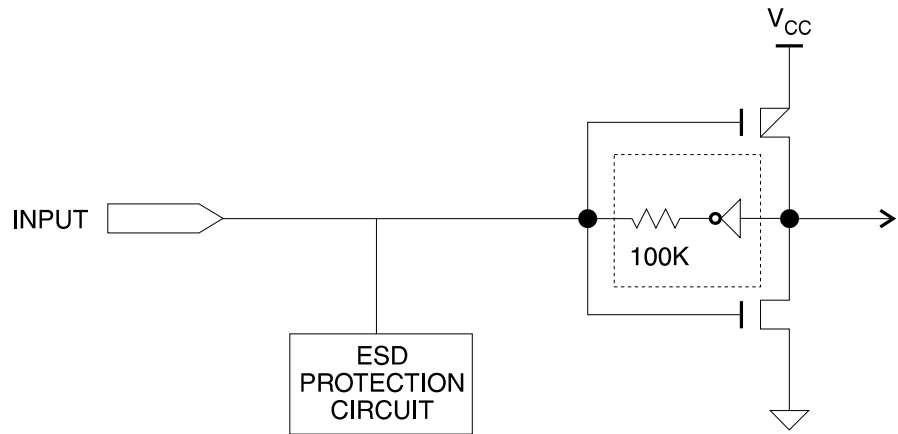 VCC
INPUT
100K
ESD
PROTECTION
CIRCUIT